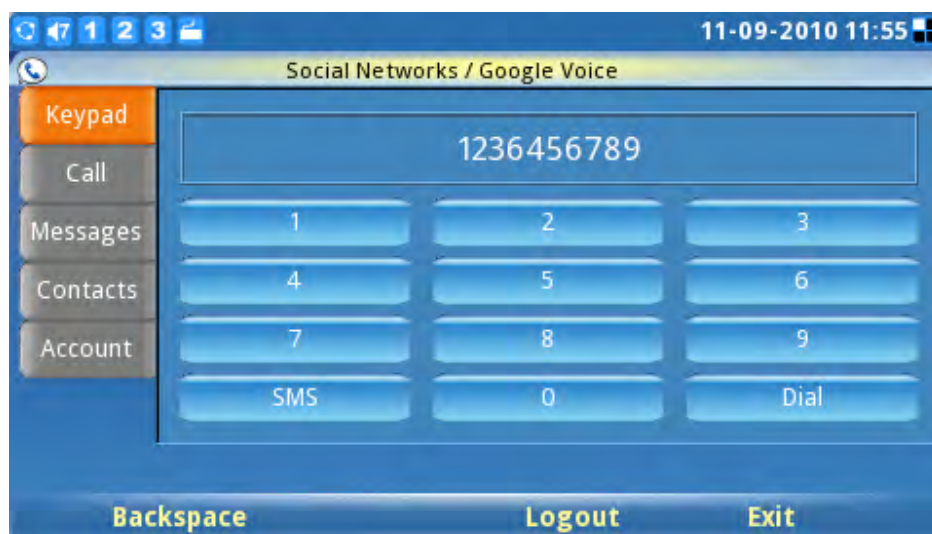 47 1 2 3 11-09-2010 11:55
Social Networks / Google Voice
Keypad
1236456789
Call
1 2 3
Messages
4 5 6
Contacts
7 8 9
Account
SMS 0 Dial
Backspace Logout Exit